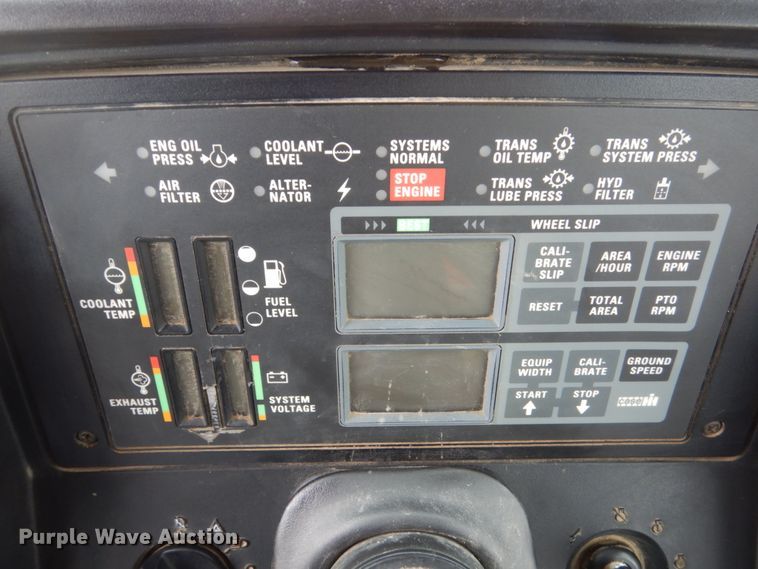 ENG OIL
PRESS
COOLANT
LEVEL
SYSTEMS
NORMAL
TRANS
OIL TEMP
TRANS
SYSTEM PRESS
AIR
FILTER
ALTER-
NATOR
STOP
ENGINE
TRANS
LUBE PRESS
HYD
FILTER
BEST
WHEEL SLIP
COOLANT
TEMP
FUEL
LEVEL
CALI-
BRATE
SLIP
AREA
/HOUR
ENGINE
RPM
RESET
TOTAL
AREA
PTO
RPM
EXHAUST
TEMP
SYSTEM
VOLTAGE
EQUIP
WIDTH
CALI-
BRATE
GROUND
SPEED
START
STOP
case IH
Purple Wave Auction